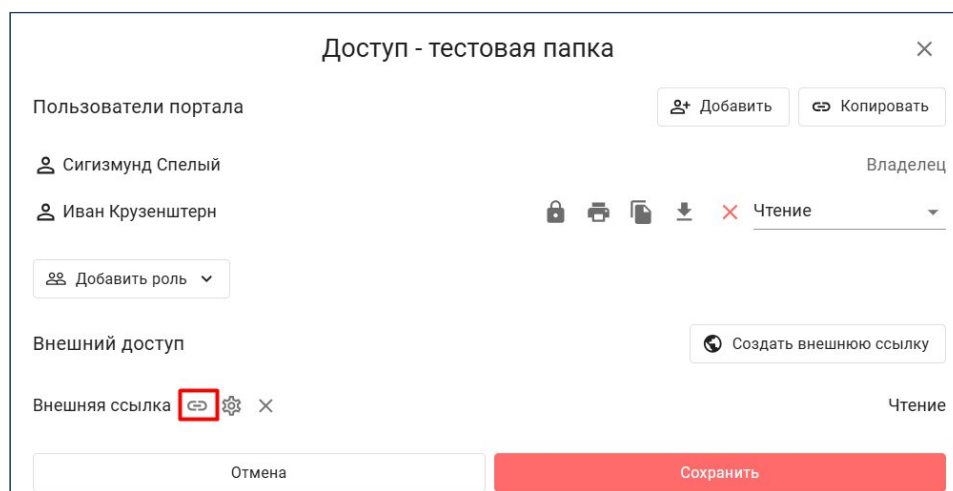 Доступ - тестовая папка
Пользователи портала
Добавить
Копировать
Сигизмунд Спелый
Владелец
Иван Крузенштерн
Чтение
Добавить роль
Внешний доступ
Создать внешнюю ссылку
Внешняя ссылка
Чтение
Отмена
Сохранить